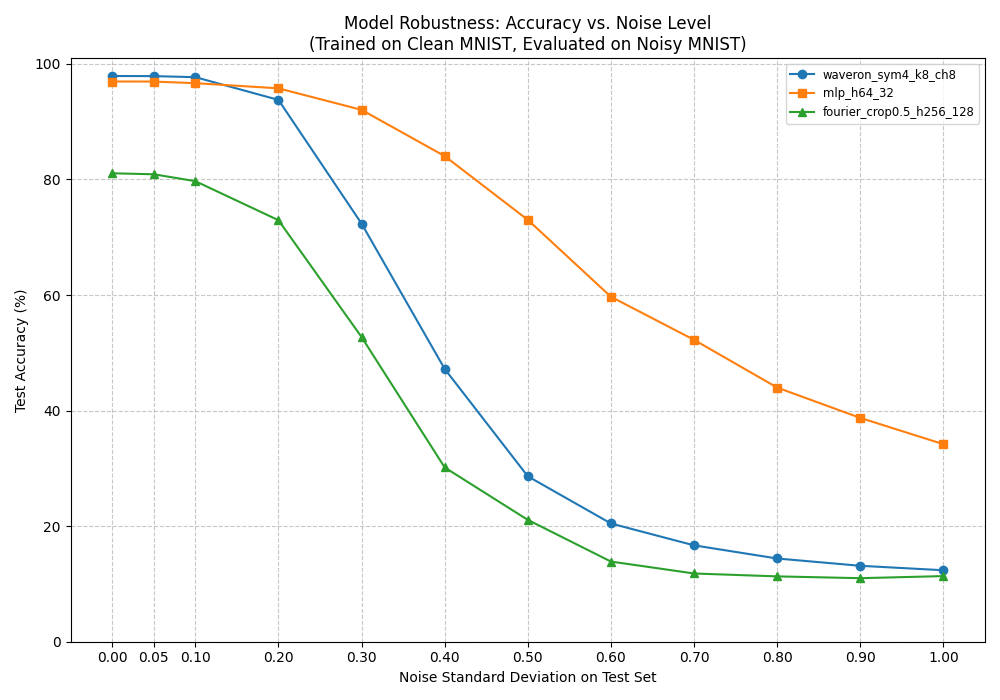 Model Robustness: Accuracy vs. Noise Level
(Trained on Clean MNIST, Evaluated on Noisy MNIST)
waveron_sym4_k8_ch8
mlp_h64_32
fourier_crop0.5_h256_128
Test Accuracy (%)
100
80
60
40
20
0
0.00 0.05 0.10 0.20 0.30 0.40 0.50 0.60 0.70 0.80 0.90 1.00
Noise Standard Deviation on Test Set